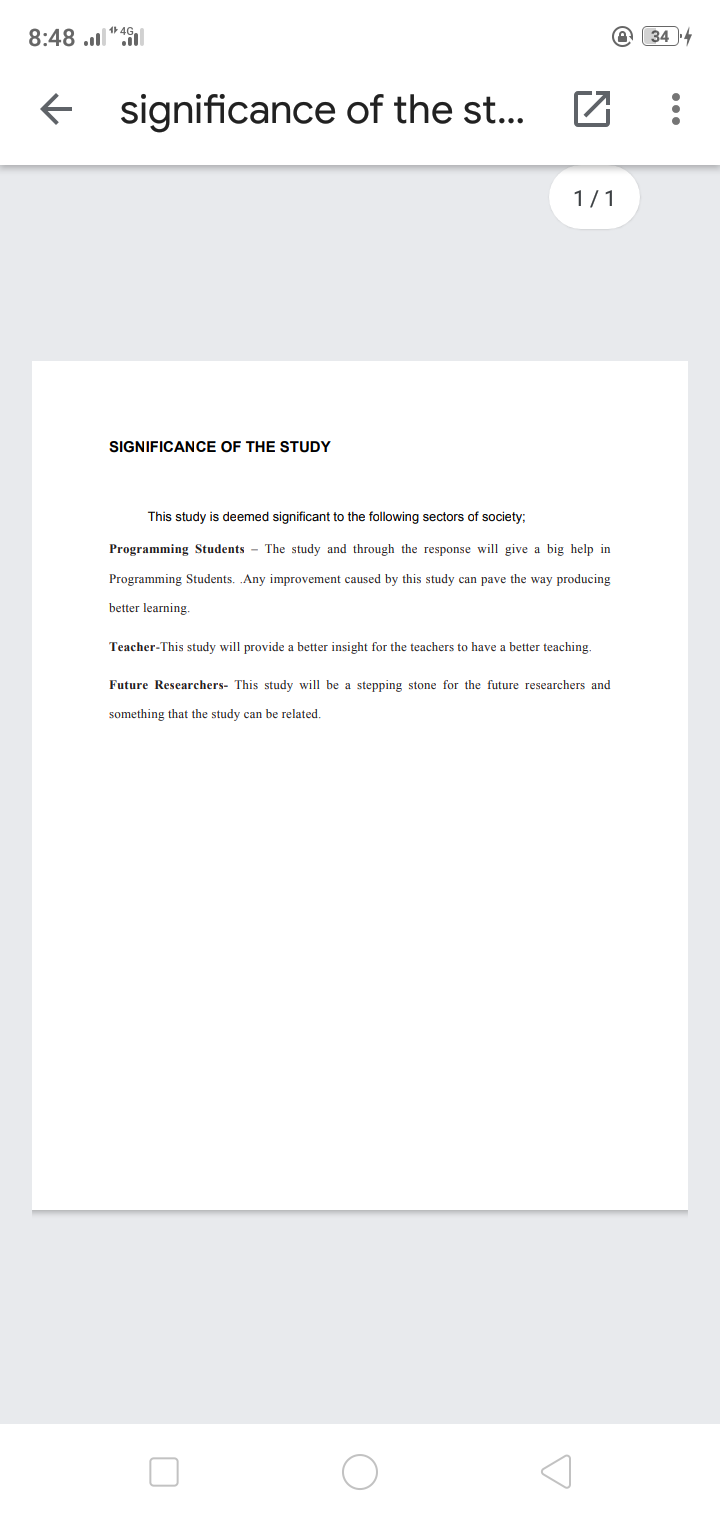 8:48 4G 34
significance of the st...
1 / 1
SIGNIFICANCE OF THE STUDY
This study is deemed significant to the following sectors of society;
Programming Students – The study and through the response will give a big help in
Programming Students. .Any improvement caused by this study can pave the way producing
better learning.
Teacher-This study will provide a better insight for the teachers to have a better teaching.
Future Researchers- This study will be a stepping stone for the future researchers and
something that the study can be related.